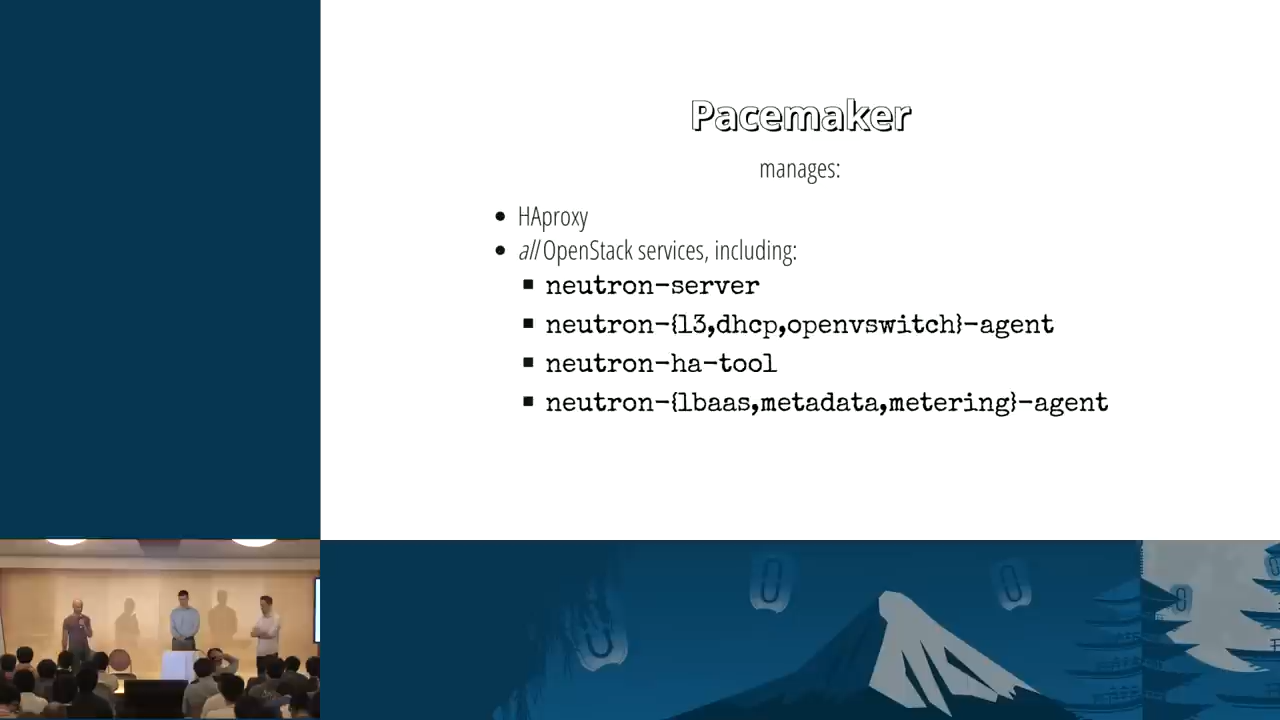 Pacemaker
manages:
HAproxy
all OpenStack services, including:
neutron-server
neutron-{l3,dhcp,openvswitch}-agent
neutron-ha-tool
neutron-{lbaas,metadata,metering}-agent